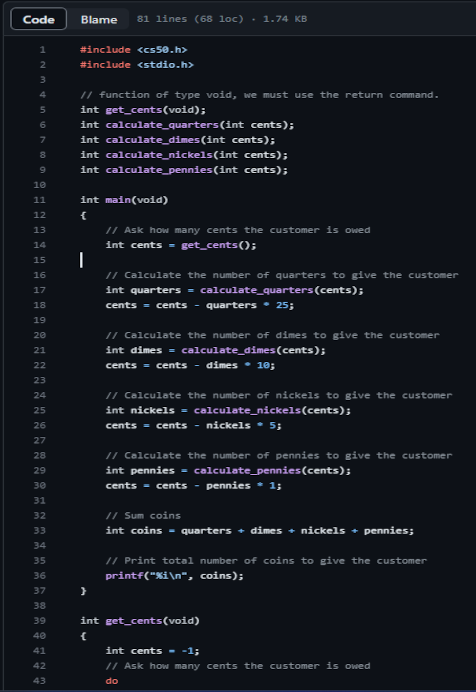 Code Blame 81 lines (68 loc) · 1.74 KB
1 #include <cs50.h>
2 #include <stdio.h>
3
4 // function of type void, we must use the return command.
5 int get_cents(void);
6 int calculate_quarters(int cents);
7 int calculate_dimes(int cents);
8 int calculate_nickels(int cents);
9 int calculate_pennies(int cents);
10
11 int main(void)
12 {
13     // Ask how many cents the customer is owed
14     int cents = get_cents();
15
16     // Calculate the number of quarters to give the customer
17     int quarters = calculate_quarters(cents);
18     cents = cents - quarters * 25;
19
20     // Calculate the number of dimes to give the customer
21     int dimes = calculate_dimes(cents);
22     cents = cents - dimes * 10;
23
24     // Calculate the number of nickels to give the customer
25     int nickels = calculate_nickels(cents);
26     cents = cents - nickels * 5;
27
28     // Calculate the number of pennies to give the customer
29     int pennies = calculate_pennies(cents);
30     cents = cents - pennies * 1;
31
32     // Sum coins
33     int coins = quarters + dimes + nickels + pennies;
34
35     // Print total number of coins to give the customer
36     printf("%i\n", coins);
37 }
38
39 int get_cents(void)
40 {
41     int cents = -1;
42     // Ask how many cents the customer is owed
43     do